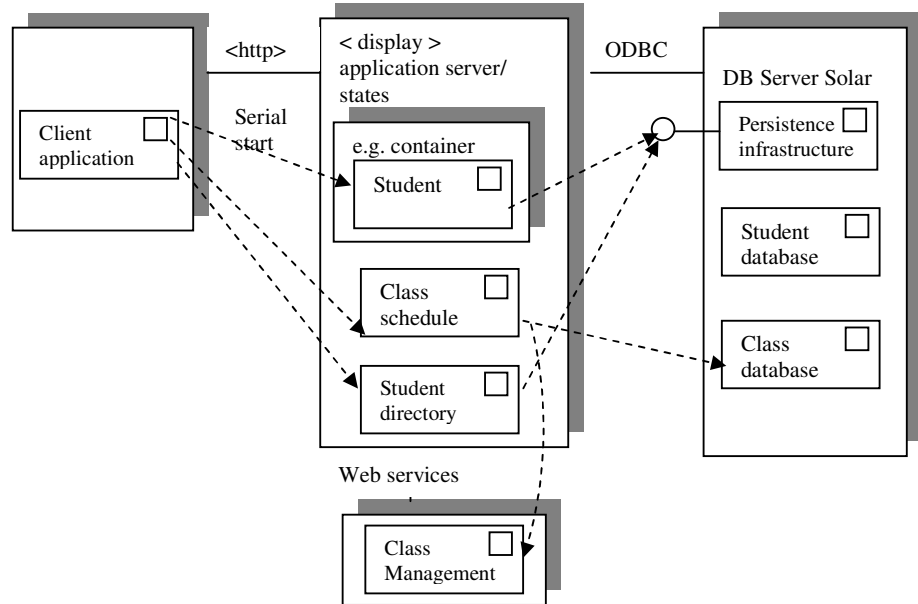 <http>
< display >
application server/
states
ODBC
DB Server Solar
Client
application
Serial
start
e.g. container
Student
Persistence
infrastructure
Student
database
Class
schedule
Class
database
Student
directory
Web services
Class
Management